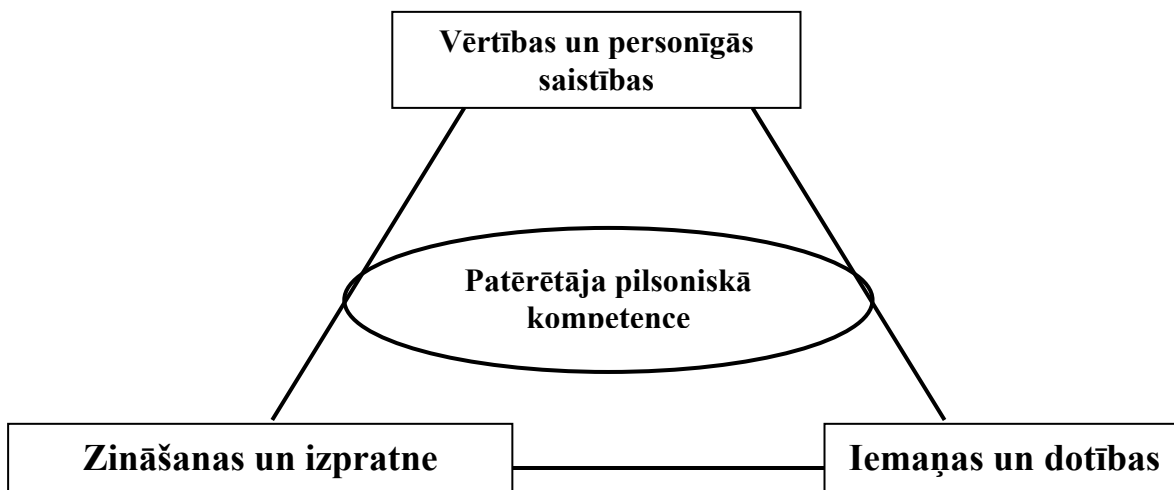 Vērtības un personīgās
saistības
Patērētāja pilsoniskā
kompetence
Zināšanas un izpratne
Iemaņas un dotības